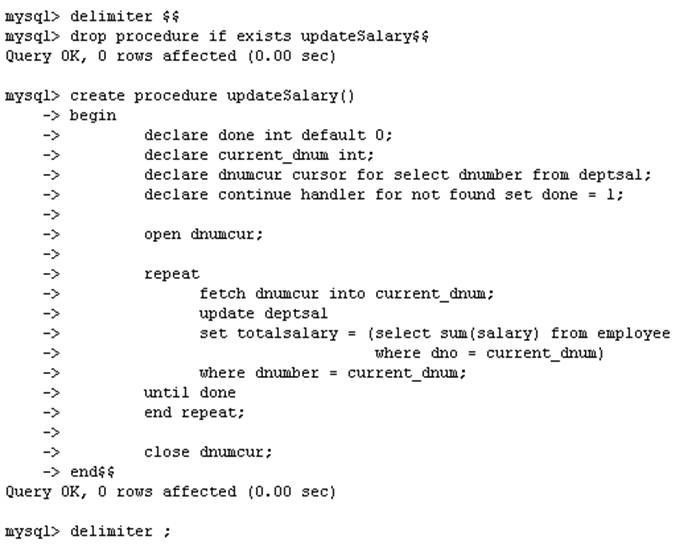 mysql> delimiter $$
mysql> drop procedure if exists updateSalary$$
Query OK, 0 rows affected (0.00 sec)
mysql> create procedure updateSalary()
-> begin
-> declare done int default 0;
-> declare current_dnum int;
-> declare dnumcur cursor for select dnumber from deptsal;
-> declare continue handler for not found set done = 1;
->
-> open dnumcur;
->
-> repeat
-> fetch dnumcur into current_dnum;
-> update deptsal
-> set totalsalary = (select sum(salary) from employee
-> where dno = current_dnum)
-> where dnumber = current_dnum;
-> until done
-> end repeat;
->
-> close dnumcur;
-> end$$
Query OK, 0 rows affected (0.00 sec)
mysql> delimiter ;